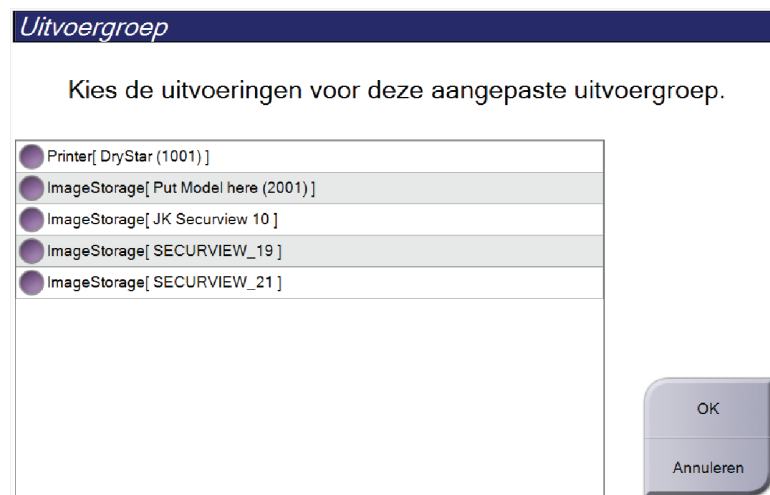 Uitvoergroep
Kies de uitvoeringen voor deze aangepaste uitvoergroep.
Printer[ DryStar (1001) ]
ImageStorage[ Put Model here (2001) ]
ImageStorage[ JK Securview 10 ]
ImageStorage[ SECURVIEW_19 ]
ImageStorage[ SECURVIEW_21 ]
OK
Annuleren